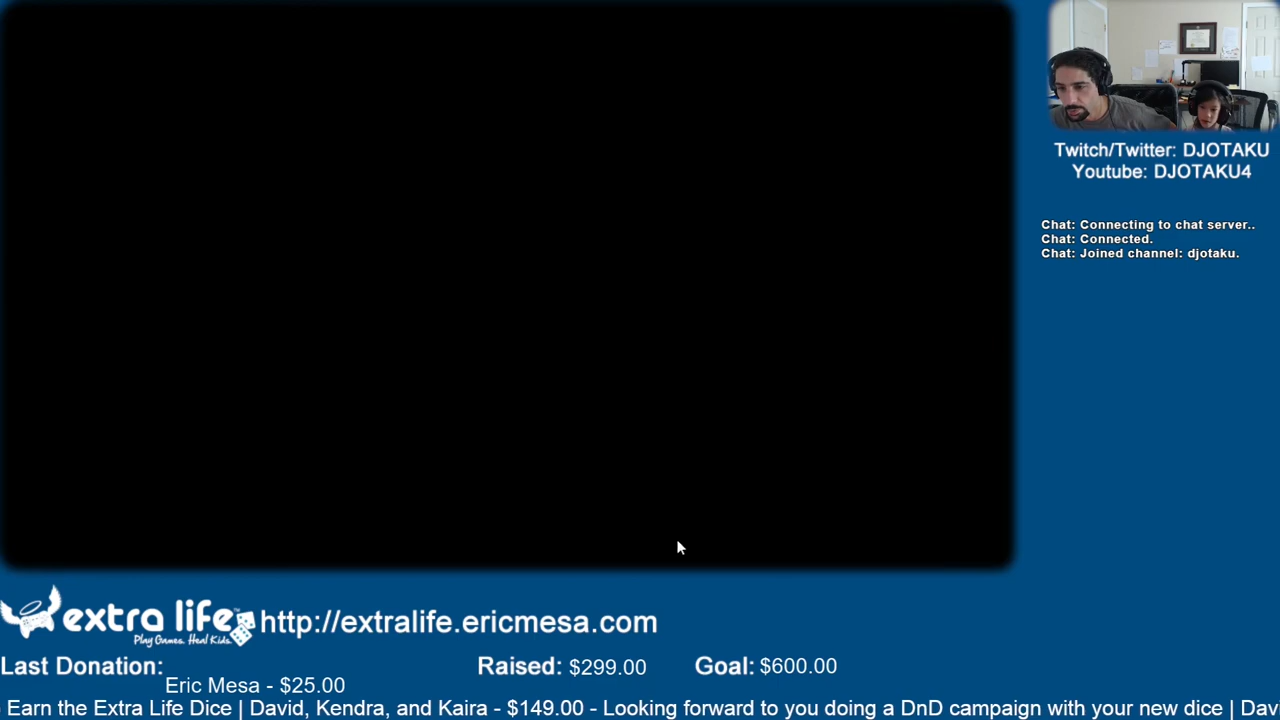 Twitch/Twitter: DJOTAKU
Youtube: DJOTAKU4
Chat: Connecting to chat server..
Chat: Connected.
Chat: Joined channel: djotaku.
extra life
Play Games. Heal Kids.
http://extralife.ericmesa.com
Last Donation:
Eric Mesa - $25.00
Raised: $299.00
Goal: $600.00
Earn the Extra Life Dice | David, Kendra, and Kaira - $149.00 - Looking forward to you doing a DnD campaign with your new dice | Dav